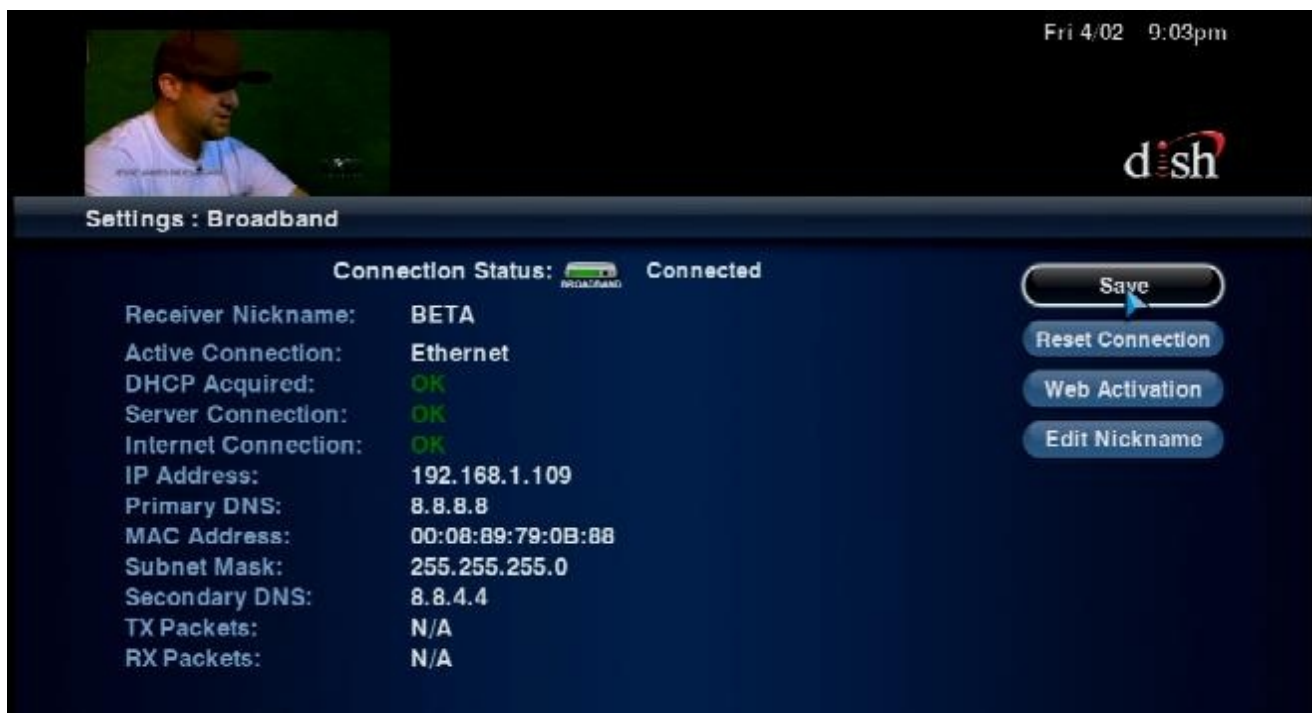 Fri 4/02 9:03pm
dish
Settings : Broadband
Connection Status: BROADBAND Connected
Save
Receiver Nickname: BETA
Reset Connection
Active Connection: Ethernet
DHCP Acquired: OK
Web Activation
Server Connection: OK
Internet Connection: OK
Edit Nickname
IP Address: 192.168.1.109
Primary DNS: 8.8.8.8
MAC Address: 00:08:89:79:0B:88
Subnet Mask: 255.255.255.0
Secondary DNS: 8.8.4.4
TX Packets: N/A
RX Packets: N/A